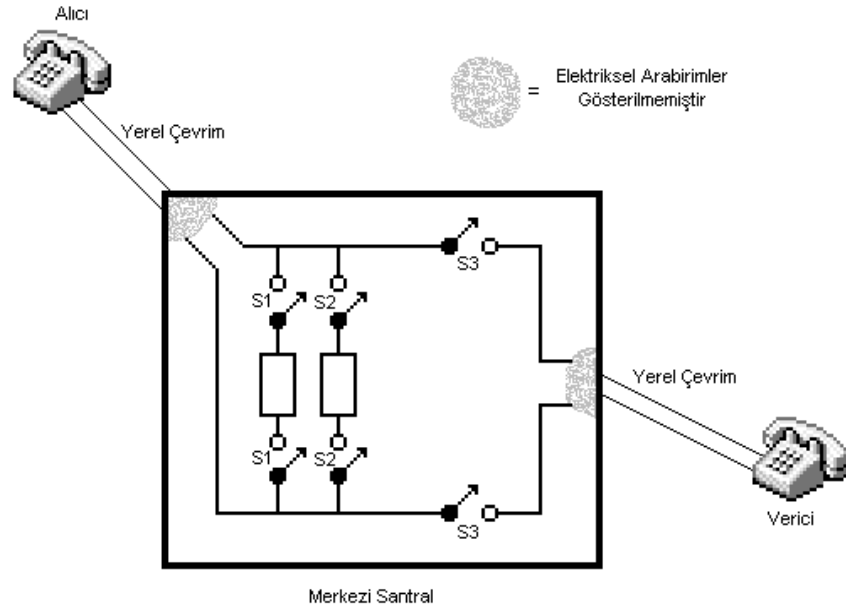 Alıcı
= Elektriksel Arabirimler
Gösterilmemiştir
Yerel Çevrim
S3
S1 S2
Yerel Çevrim
S1 S2
S3
Verici
Merkezi Santral